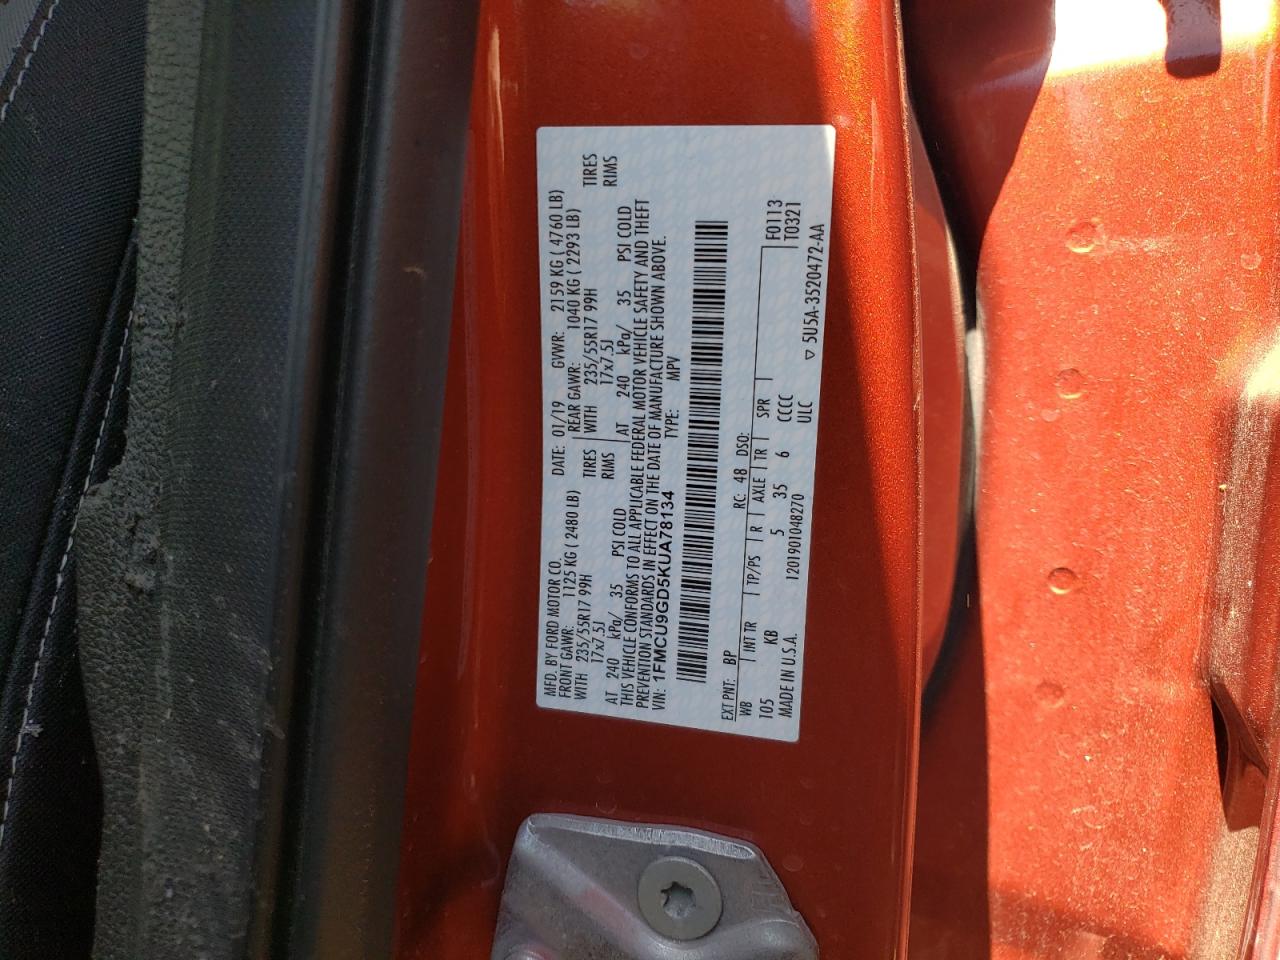 MFD. BY FORD MOTOR CO.
DATE: 01/19 GVWR: 2159 KG ( 4760 LB)
FRONT GAWR: 1125 KG ( 2480 LB) REAR GAWR: 1040 KG ( 2293 LB)
WITH 235/55R17 99H TIRES WITH 235/55R17 99H TIRES
17x7.5J RIMS 17x7.5J RIMS
AT 240 kPa/ 35 PSI COLD AT 240 kPa/ 35 PSI COLD
THIS VEHICLE CONFORMS TO ALL APPLICABLE FEDERAL MOTOR VEHICLE SAFETY AND THEFT
PREVENTION STANDARDS IN EFFECT ON THE DATE OF MANUFACTURE SHOWN ABOVE.
VIN: 1FMCU9GD5KUA78134 TYPE: MPV
EXT PNT: BP RC: 48 DSO: F0113
WB INT TR TP/PS R AXLE TR SPR T0321
105 KB 5 35 6 CCCC
MADE IN U.S.A. 1201901048270 ULC ▽ 5U5A-3520472-AA